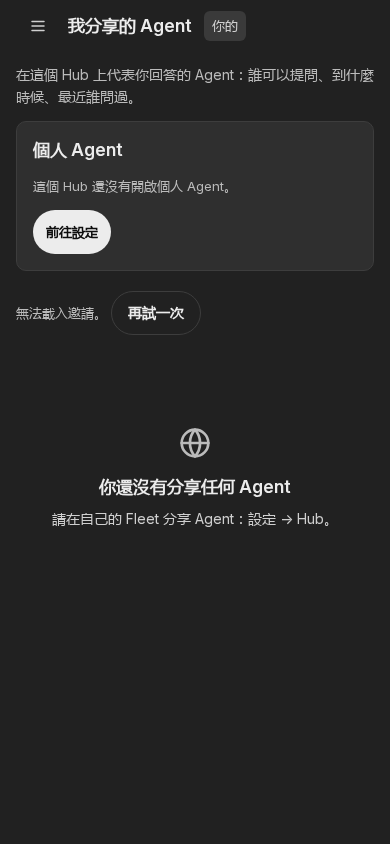 我分享的 Agent
你的
在這個 Hub 上代表你回答的 Agent：誰可以提問、到什麼
時候、最近誰問過。
個人 Agent
這個 Hub 還沒有開啟個人 Agent。
前往設定
無法載入邀請。
再試一次
你還沒有分享任何 Agent
請在自己的 Fleet 分享 Agent：設定 → Hub。